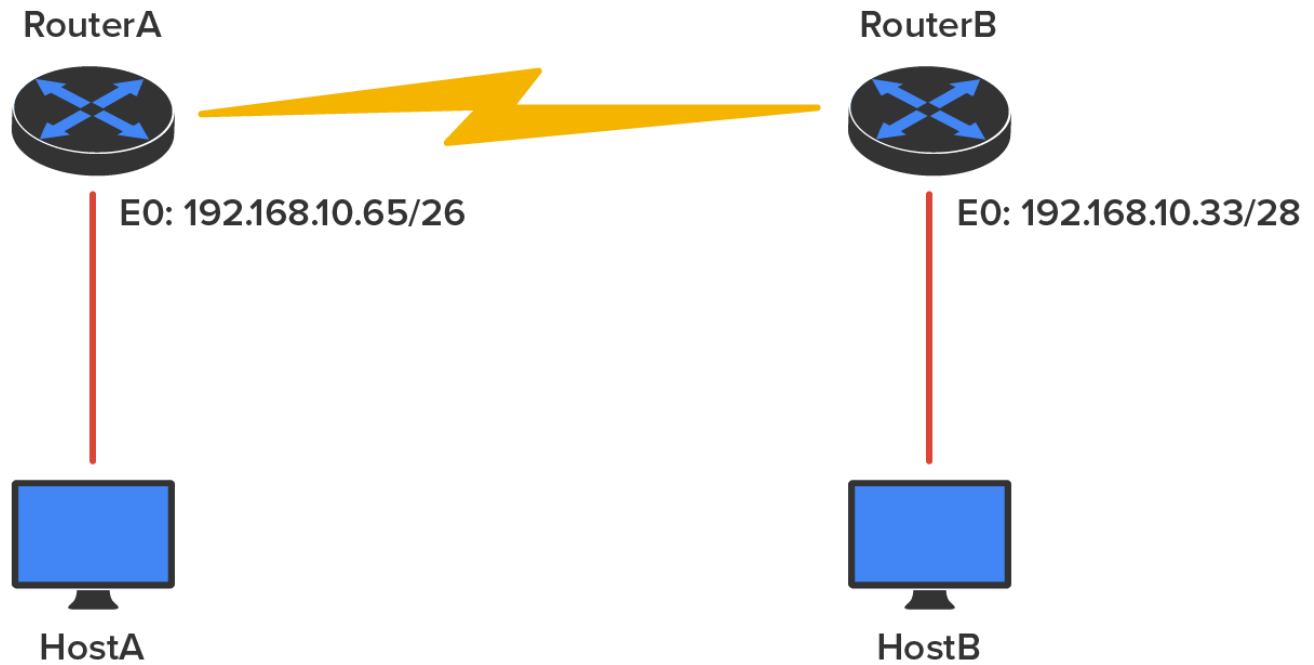 RouterA
RouterB
E0: 192.168.10.65/26
E0: 192.168.10.33/28
HostA
HostB